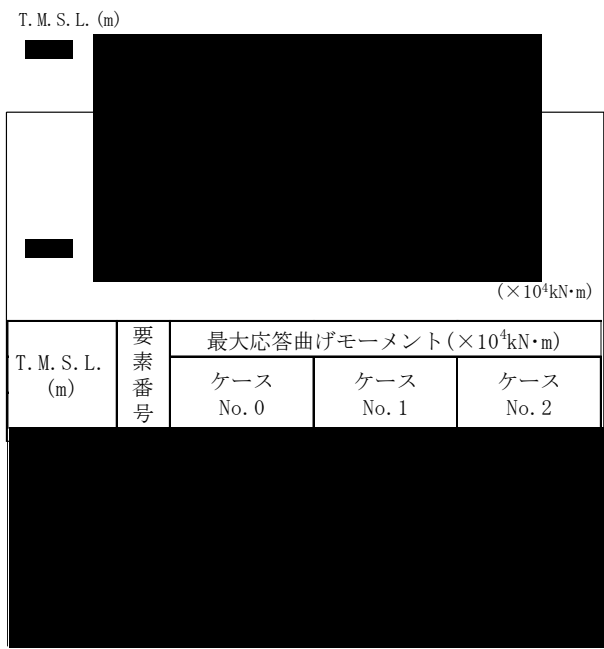 T.M.S.L.(m)
(×10⁴kN・m)
T.M.S.L.
(m)
要素番号
最大応答曲げモーメント(×10⁴kN・m)
ケース
No.0
ケース
No.1
ケース
No.2